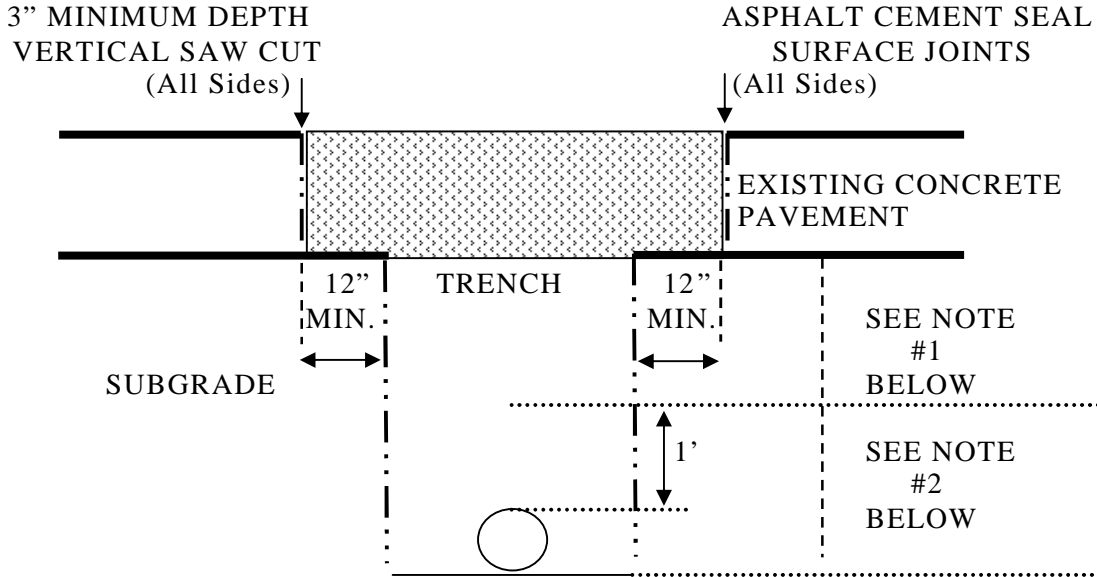 3” MINIMUM DEPTH
VERTICAL SAW CUT
(All Sides)
ASPHALT CEMENT SEAL
SURFACE JOINTS
(All Sides)
EXISTING CONCRETE
PAVEMENT
12”
MIN.
TRENCH
12”
MIN.
SEE NOTE
#1
BELOW
SUBGRADE
1’
SEE NOTE
#2
BELOW